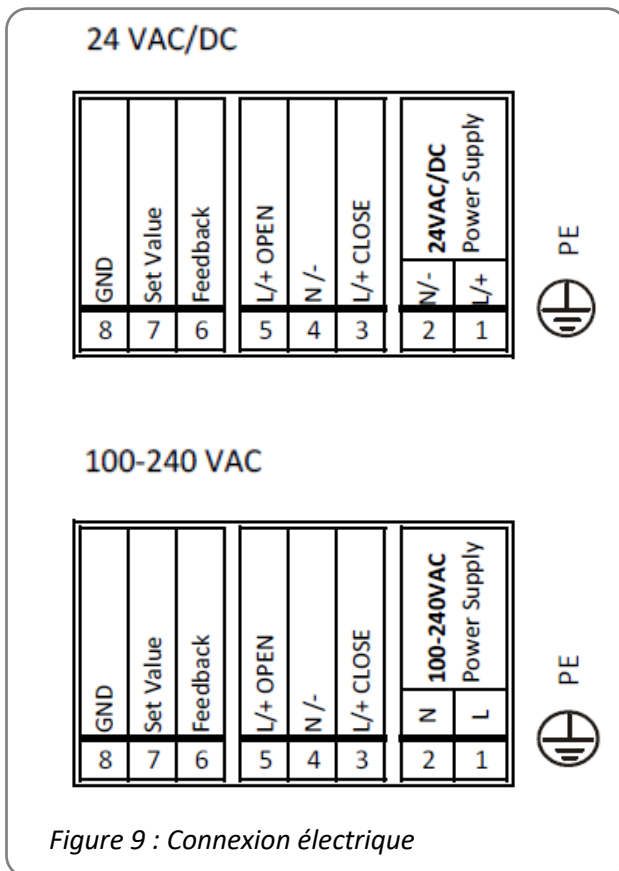 24 VAC/DC
GND
Set Value
Feedback
L/+ OPEN
N /-
L/+ CLOSE
24VAC/DC
Power Supply
N/-
L/+
PE
8 7 6 5 4 3 2 1
100-240 VAC
GND
Set Value
Feedback
L/+ OPEN
N /-
L/+ CLOSE
100-240VAC
Power Supply
N
L
PE
8 7 6 5 4 3 2 1
Figure 9 : Connexion électrique